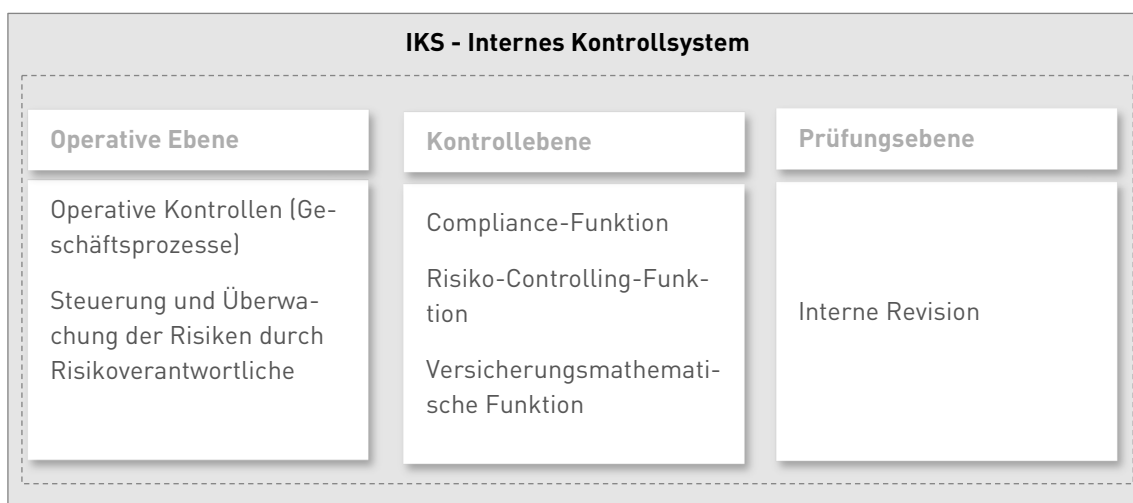 IKS - Internes Kontrollsystem
Operative Ebene
Operative Kontrollen (Ge-
schäftsprozesse)
Steuerung und Überwa-
chung der Risiken durch
Risikoverantwortliche
Kontrollebene
Compliance-Funktion
Risiko-Controlling-Funk-
tion
Versicherungsmathemati-
sche Funktion
Prüfungsebene
Interne Revision